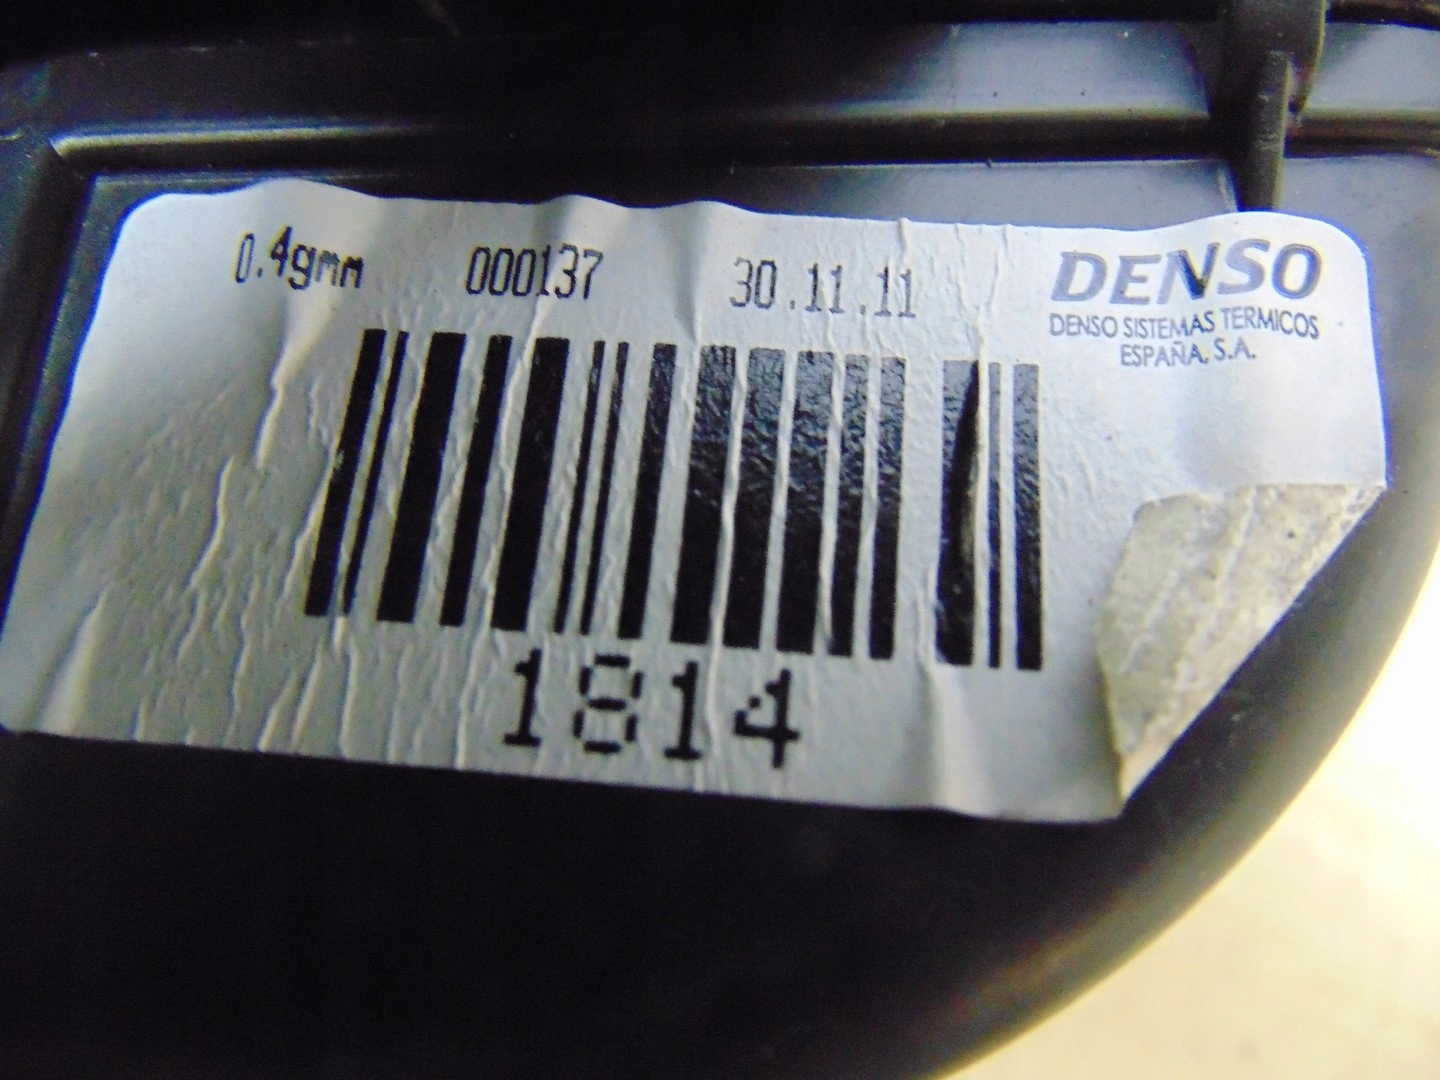 0.4gmm 000137 30.11.11 DENSO
DENSO SISTEMAS TERMICOS
ESPAÑA, S.A.
1814